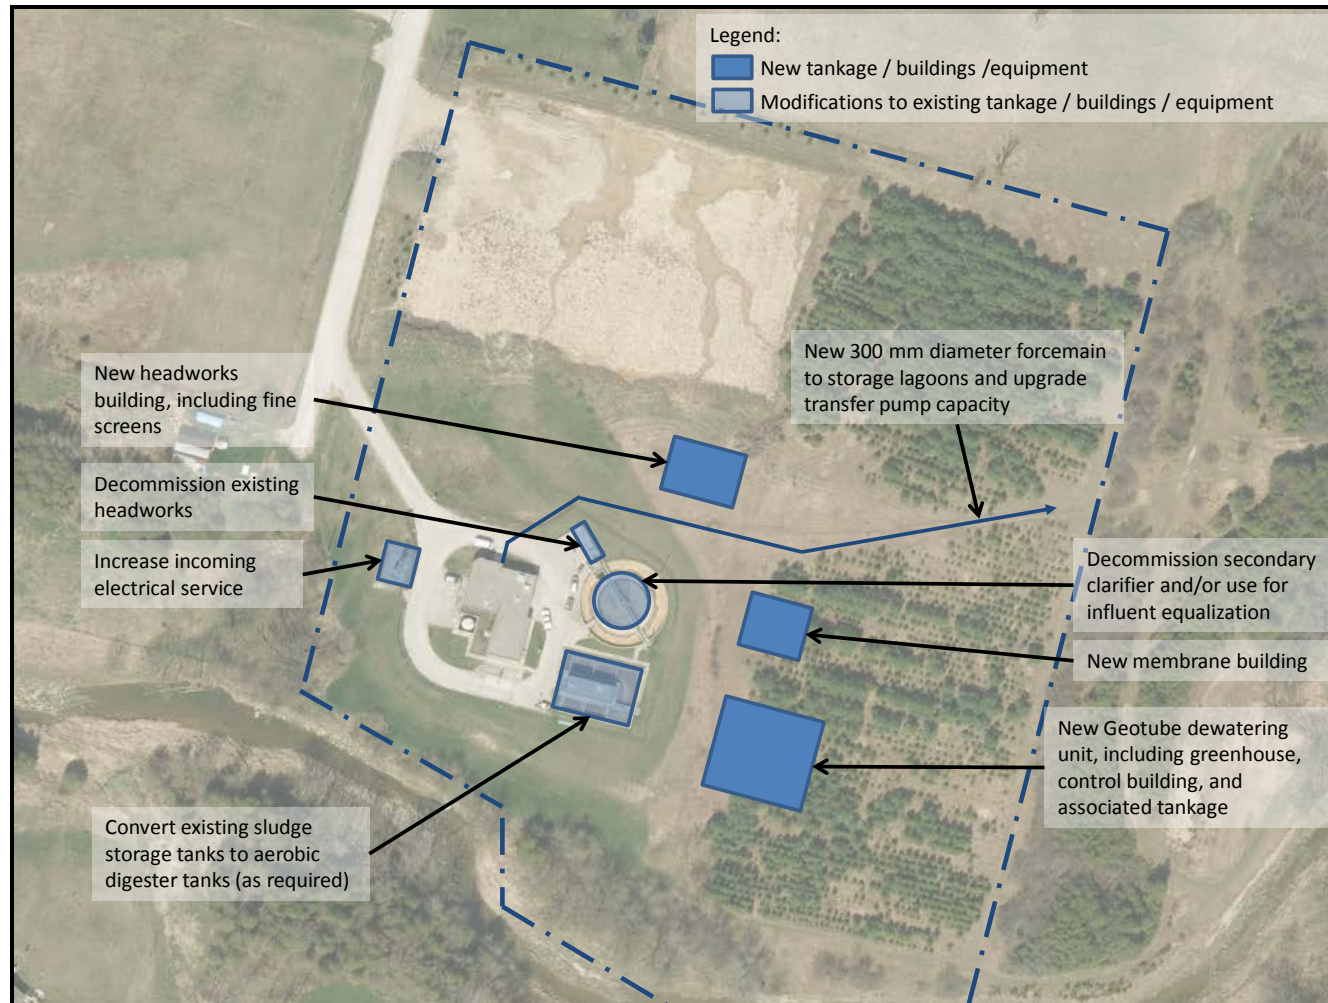 Legend:
New tankage / buildings /equipment
Modifications to existing tankage / buildings / equipment
New headworks
building, including fine
screens
New 300 mm diameter forcemain
to storage lagoons and upgrade
transfer pump capacity
Decommission existing
headworks
Increase incoming
electrical service
Decommission secondary
clarifier and/or use for
influent equalization
New membrane building
New Geotube dewatering
unit, including greenhouse,
control building, and
associated tankage
Convert existing sludge
storage tanks to aerobic
digester tanks (as required)